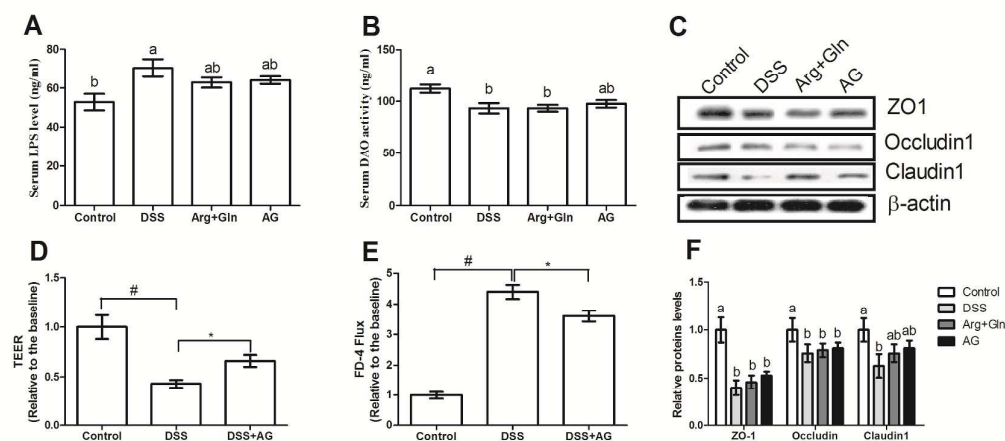 A
Serum LPS level (ng/ml)
80
60
40
20
0
b
a
ab
ab
Control
DSS
Arg+Gln
AG
B
Serum DAO activity (ng/ml)
150
100
50
0
a
b
b
ab
Control
DSS
Arg+Gln
AG
C
Control
DSS
Arg+Gln
AG
ZO1
Occludin1
Claudin1
β-actin
D
TEER
(Relative to the baseline)
1.5
1.0
0.5
0.0
#
*
Control
DSS
DSS+AG
E
FD-4 Flux
(Relative to the baseline)
5
4
3
2
1
0
#
*
Control
DSS
DSS+AG
F
Relative proteins levels
1.5
1.0
0.5
0.0
a
b
b
b
a
b
b
b
a
b
ab
ab
ZO-1
Occludin
Claudin1
Control
DSS
Arg+Gln
AG